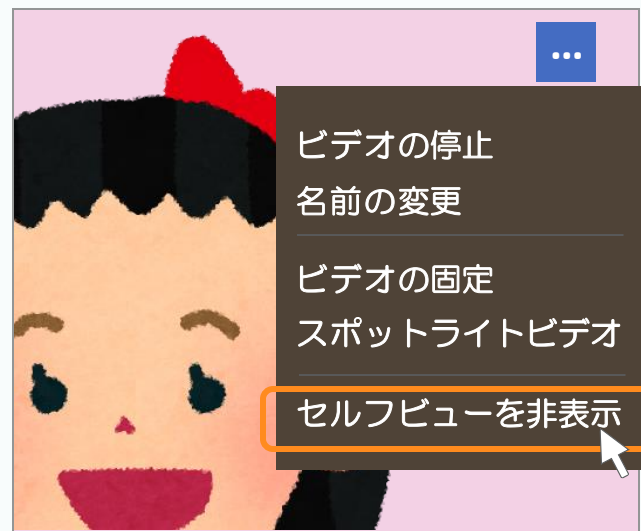 ...
ビデオの停止
名前の変更
ビデオの固定
スポットライトビデオ
セルフビューを非表示